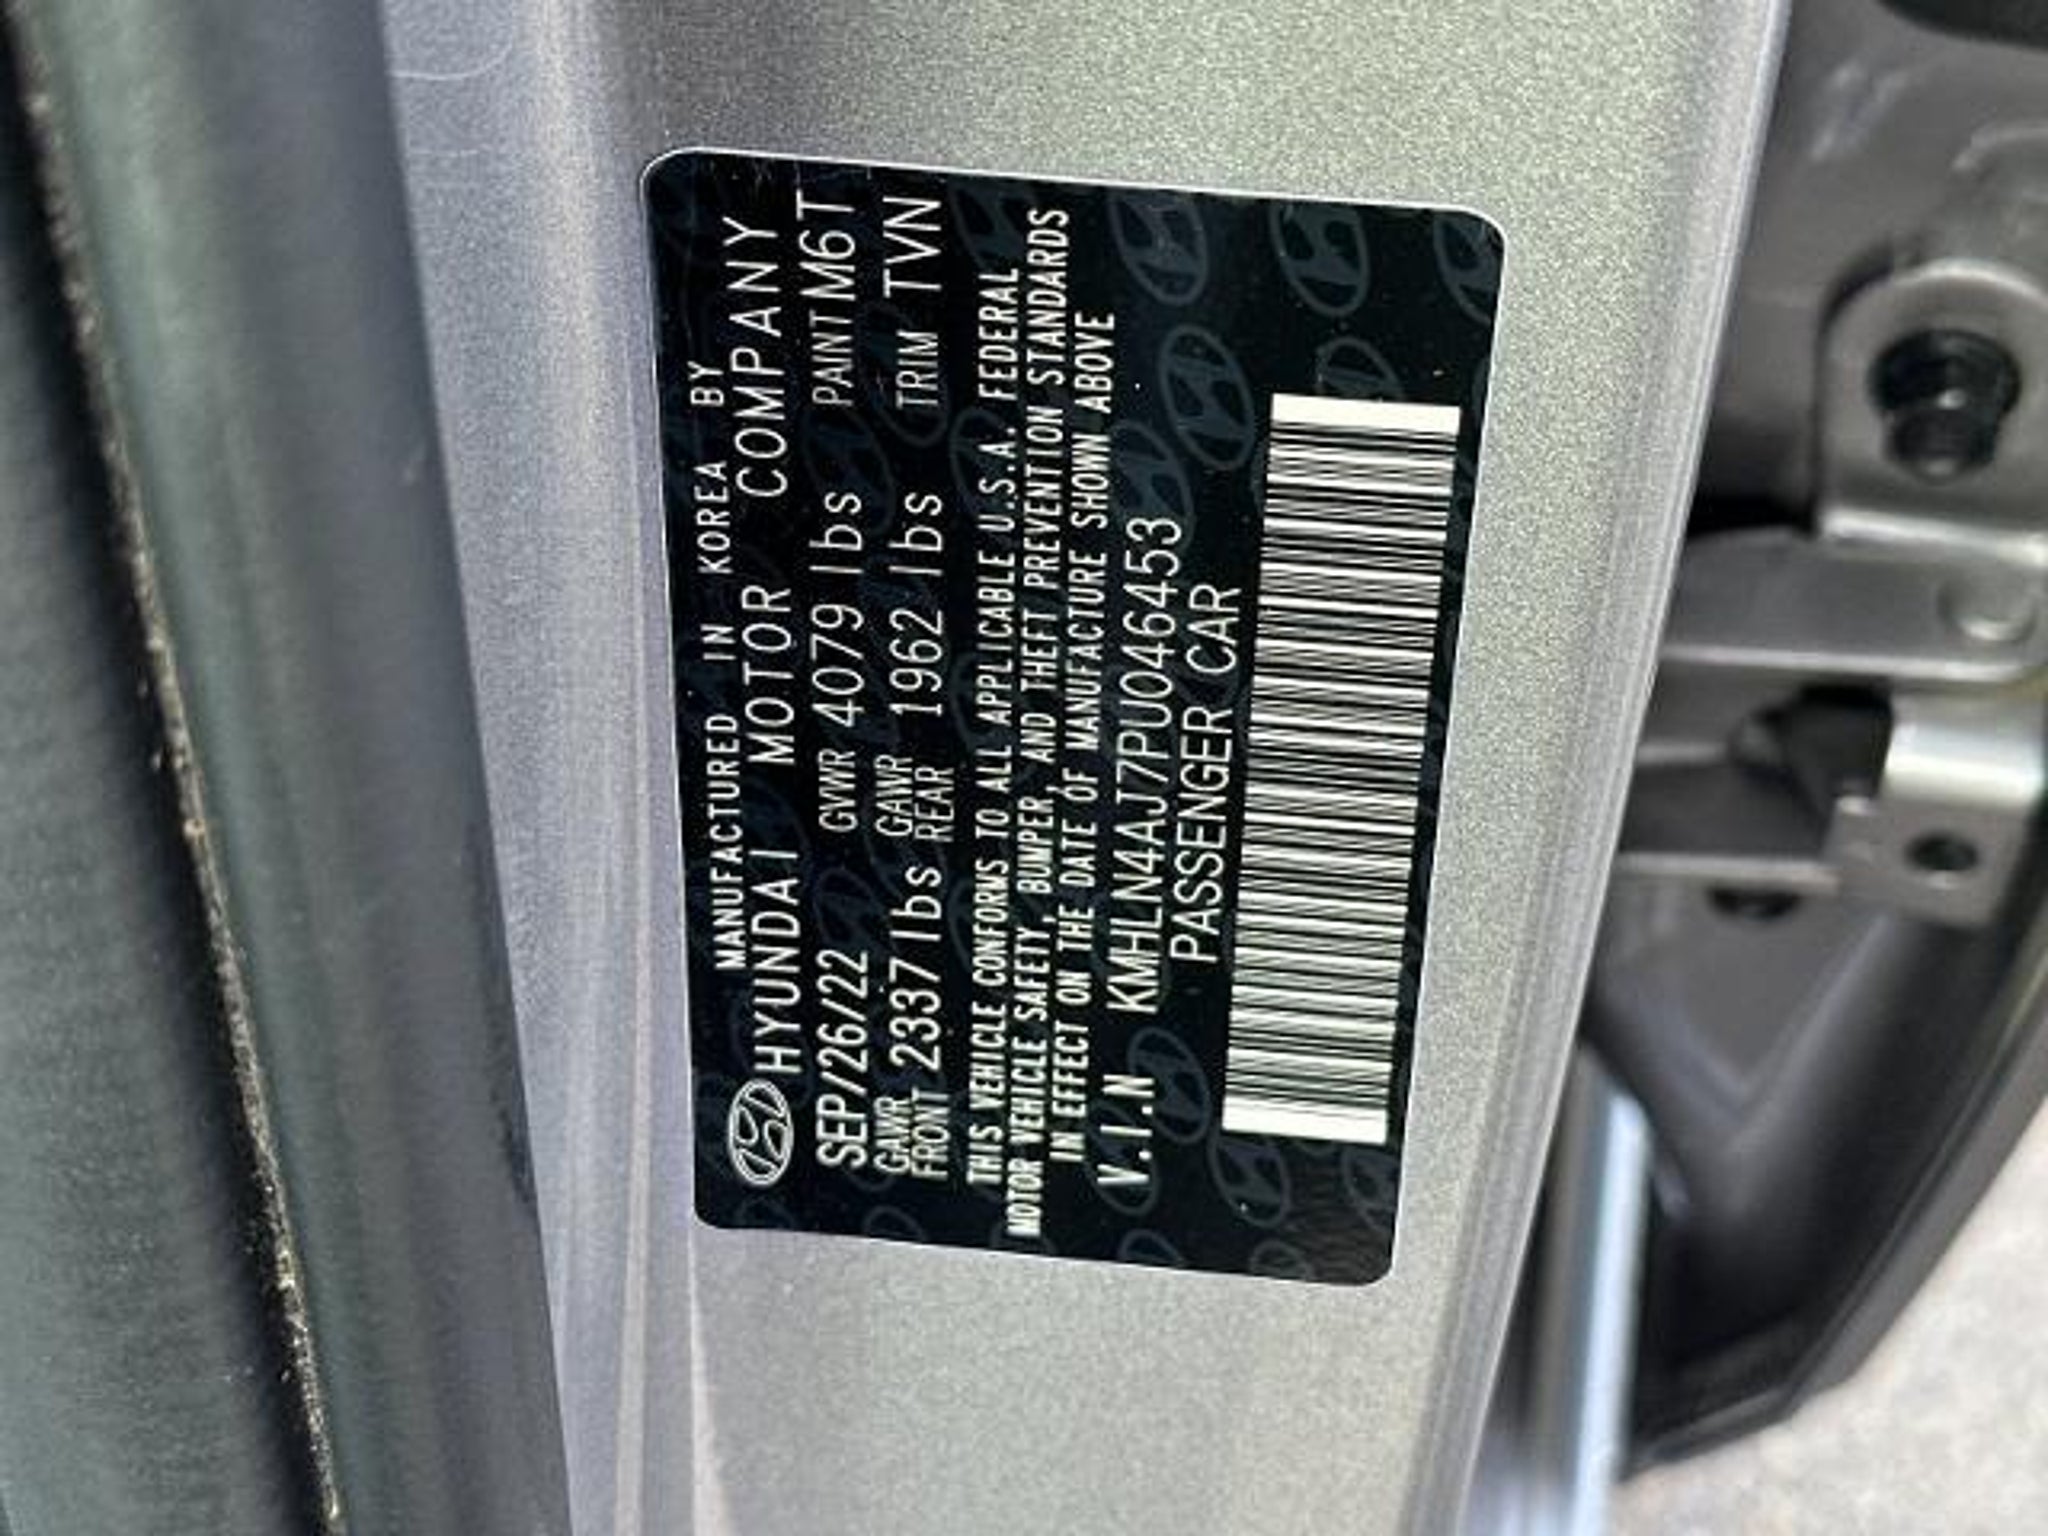 MANUFACTURED IN KOREA BY
HYUNDAI MOTOR COMPANY
SEP/26/22 GVWR 4079 lbs PAINT M6T
GAWR FRONT 2337 lbs GAWR REAR 1962 lbs TRIM TVN
THIS VEHICLE CONFORMS TO ALL APPLICABLE U.S.A. FEDERAL
MOTOR VEHICLE SAFETY, BUMPER, AND THEFT PREVENTION STANDARDS
IN EFFECT ON THE DATE OF MANUFACTURE SHOWN ABOVE
V.I.N KMHLN4AJ7PU046453
PASSENGER CAR